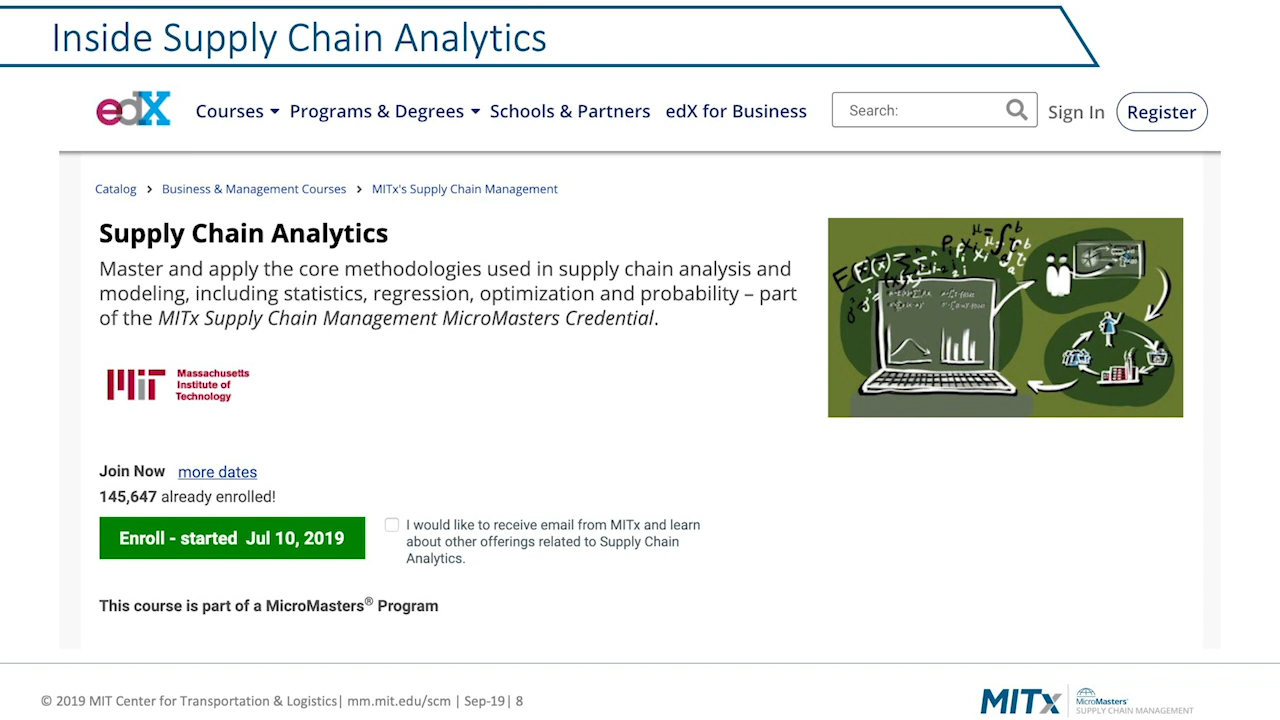 Inside Supply Chain Analytics
edX
Courses
Programs & Degrees
Schools & Partners
edX for Business
Search:
Sign In
Register
Catalog > Business & Management Courses > MITx's Supply Chain Management
Supply Chain Analytics
Master and apply the core methodologies used in supply chain analysis and
modeling, including statistics, regression, optimization and probability – part
of the MITx Supply Chain Management MicroMasters Credential.
MIT
Massachusetts
Institute of
Technology
Join Now more dates
145,647 already enrolled!
Enroll - started Jul 10, 2019
I would like to receive email from MITx and learn
about other offerings related to Supply Chain
Analytics.
This course is part of a MicroMasters® Program
© 2019 MIT Center for Transportation & Logistics| mm.mit.edu/scm | Sep-19| 8
MITx
MicroMasters
SUPPLY CHAIN MANAGEMENT